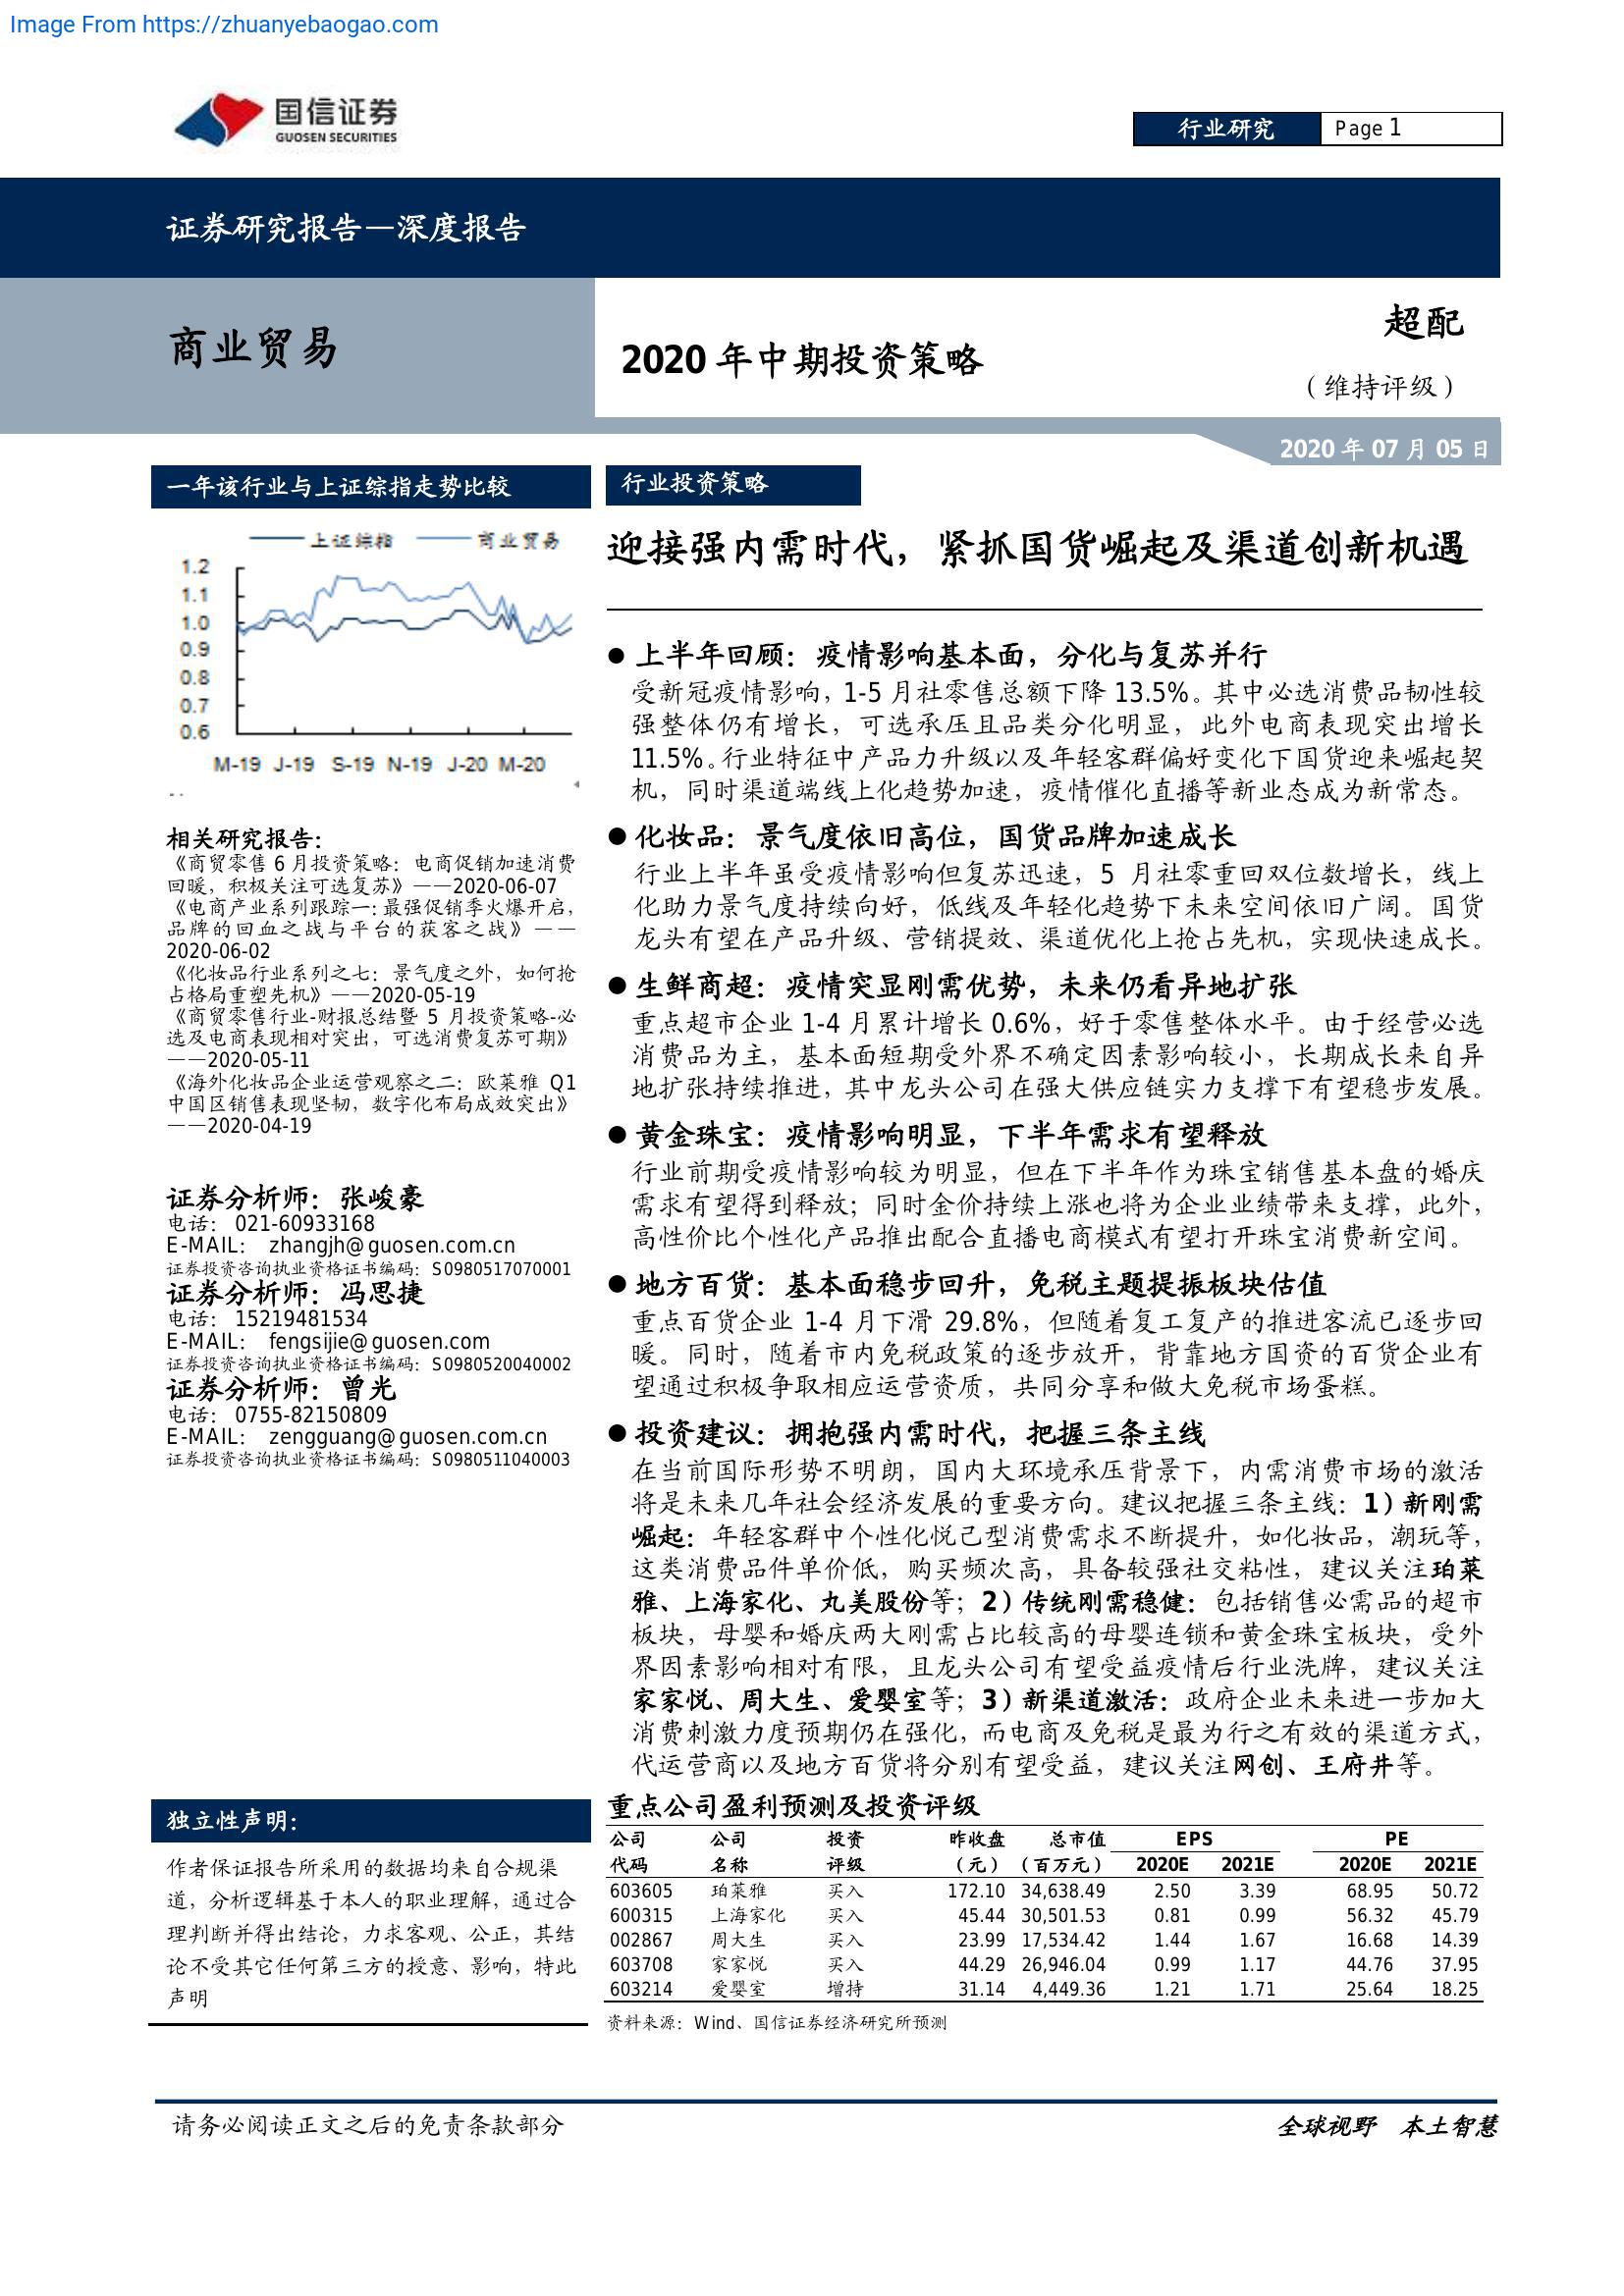 Image From https://zhuanyebaogao.com
国信证券
GUOSEN SECURITIES
行业研究 Page 1
证券研究报告—深度报告
商业贸易
2020 年中期投资策略
超配
（维持评级）
2020 年 07 月 05 日
一年该行业与上证综指走势比较
上证综指 商业贸易
1.2
1.1
1.0
0.9
0.8
0.7
0.6
M-19 J-19 S-19 N-19 J-20 M-20
相关研究报告：
《商贸零售 6 月投资策略：电商促销加速消费
回暖，积极关注可选复苏》——2020-06-07
《电商产业系列跟踪一：最强促销季火爆开启，
品牌的回血之战与平台的获客之战》——
2020-06-02
《化妆品行业系列之七：景气度之外，如何抢
占格局重塑先机》——2020-05-19
《商贸零售行业-财报总结暨 5 月投资策略-必
选及电商表现相对突出，可选消费复苏可期》
——2020-05-11
《海外化妆品企业运营观察之二：欧莱雅 Q1
中国区销售表现坚韧，数字化布局成效突出》
——2020-04-19
证券分析师：张峻豪
电话： 021-60933168
E-MAIL： zhangjh@guosen.com.cn
证券投资咨询执业资格证书编码：S0980517070001
证券分析师：冯思捷
电话： 15219481534
E-MAIL： fengsijie@guosen.com
证券投资咨询执业资格证书编码：S0980520040002
证券分析师：曾光
电话： 0755-82150809
E-MAIL： zengguang@guosen.com.cn
证券投资咨询执业资格证书编码：S0980511040003
独立性声明：
作者保证报告所采用的数据均来自合规渠
道，分析逻辑基于本人的职业理解，通过合
理判断并得出结论，力求客观、公正，其结
论不受其它任何第三方的授意、影响，特此
声明
行业投资策略
迎接强内需时代，紧抓国货崛起及渠道创新机遇
● 上半年回顾：疫情影响基本面，分化与复苏并行
受新冠疫情影响，1-5 月社零售总额下降 13.5%。其中必选消费品韧性较
强整体仍有增长，可选承压且品类分化明显，此外电商表现突出增长
11.5%。行业特征中产品力升级以及年轻客群偏好变化下国货迎来崛起契
机，同时渠道端线上化趋势加速，疫情催化直播等新业态成为新常态。
● 化妆品：景气度依旧高位，国货品牌加速成长
行业上半年虽受疫情影响但复苏迅速，5 月社零重回双位数增长，线上
化助力景气度持续向好，低线及年轻化趋势下未来空间依旧广阔。国货
龙头有望在产品升级、营销提效、渠道优化上抢占先机，实现快速成长。
● 生鲜商超：疫情突显刚需优势，未来仍看异地扩张
重点超市企业 1-4 月累计增长 0.6%，好于零售整体水平。由于经营必选
消费品为主，基本面短期受外界不确定因素影响较小，长期成长来自异
地扩张持续推进，其中龙头公司在强大供应链实力支撑下有望稳步发展。
● 黄金珠宝：疫情影响明显，下半年需求有望释放
行业前期受疫情影响较为明显，但在下半年作为珠宝销售基本盘的婚庆
需求有望得到释放；同时金价持续上涨也将为企业业绩带来支撑，此外，
高性价比个性化产品推出配合直播电商模式有望打开珠宝消费新空间。
● 地方百货：基本面稳步回升，免税主题提振板块估值
重点百货企业 1-4 月下滑 29.8%，但随着复工复产的推进客流已逐步回
暖。同时，随着市内免税政策的逐步放开，背靠地方国资的百货企业有
望通过积极争取相应运营资质，共同分享和做大免税市场蛋糕。
● 投资建议：拥抱强内需时代，把握三条主线
在当前国际形势不明朗，国内大环境承压背景下，内需消费市场的激活
将是未来几年社会经济发展的重要方向。建议把握三条主线：1）新刚需
崛起：年轻客群中个性化悦己型消费需求不断提升，如化妆品，潮玩等，
这类消费品件单价低，购买频次高，具备较强社交粘性，建议关注珀莱
雅、上海家化、丸美股份等；2）传统刚需稳健：包括销售必需品的超市
板块，母婴和婚庆两大刚需占比较高的母婴连锁和黄金珠宝板块，受外
界因素影响相对有限，且龙头公司有望受益疫情后行业洗牌，建议关注
家家悦、周大生、爱婴室等；3）新渠道激活：政府企业未来进一步加大
消费刺激力度预期仍在强化，而电商及免税是最为行之有效的渠道方式，
代运营商以及地方百货将分别有望受益，建议关注网创、王府井等。
重点公司盈利预测及投资评级
公司 公司 投资 昨收盘 总市值 EPS PE
代码 名称 评级 （元） （百万元） 2020E 2021E 2020E 2021E
603605 珀莱雅 买入 172.10 34,638.49 2.50 3.39 68.95 50.72
600315 上海家化 买入 45.44 30,501.53 0.81 0.99 56.32 45.79
002867 周大生 买入 23.99 17,534.42 1.44 1.67 16.68 14.39
603708 家家悦 买入 44.29 26,946.04 0.99 1.17 44.76 37.95
603214 爱婴室 增持 31.14 4,449.36 1.21 1.71 25.64 18.25
资料来源：Wind、国信证券经济研究所预测
请务必阅读正文之后的免责条款部分
全球视野 本土智慧